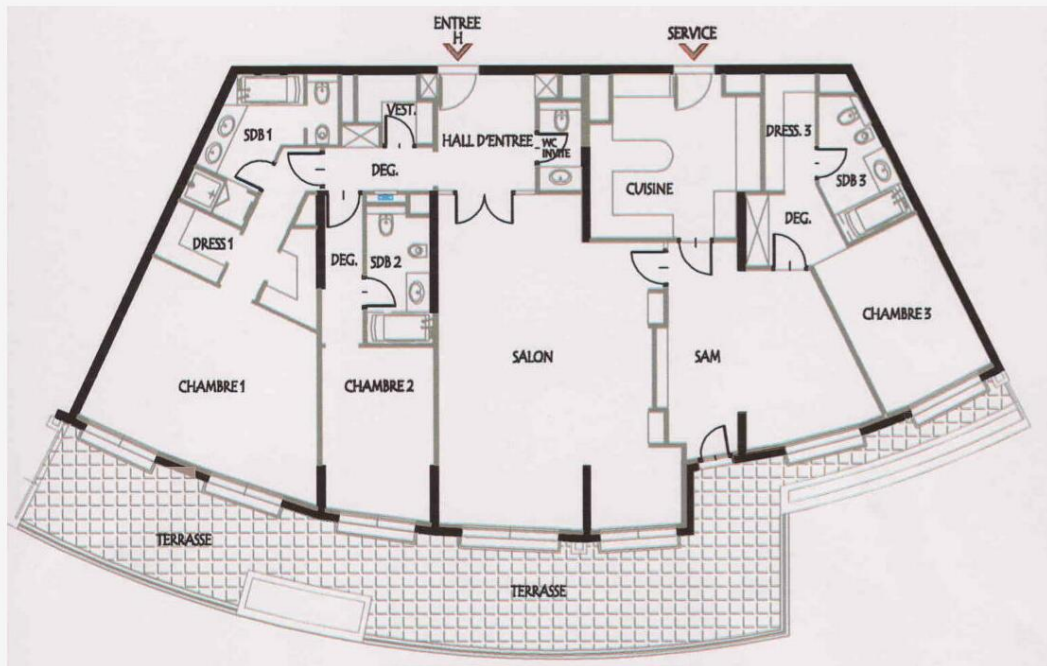 ENTREE
H
SERVICE
SDB 1
VEST.
HALL D'ENTREE
WC
INVITE
DRESS. 3
DEG.
CUISINE
SDB 3
DRESS 1
DEG.
SDB 2
DEG.
CHAMBRE 3
SALON
SAM
CHAMBRE 1
CHAMBRE 2
TERRASSE
TERRASSE